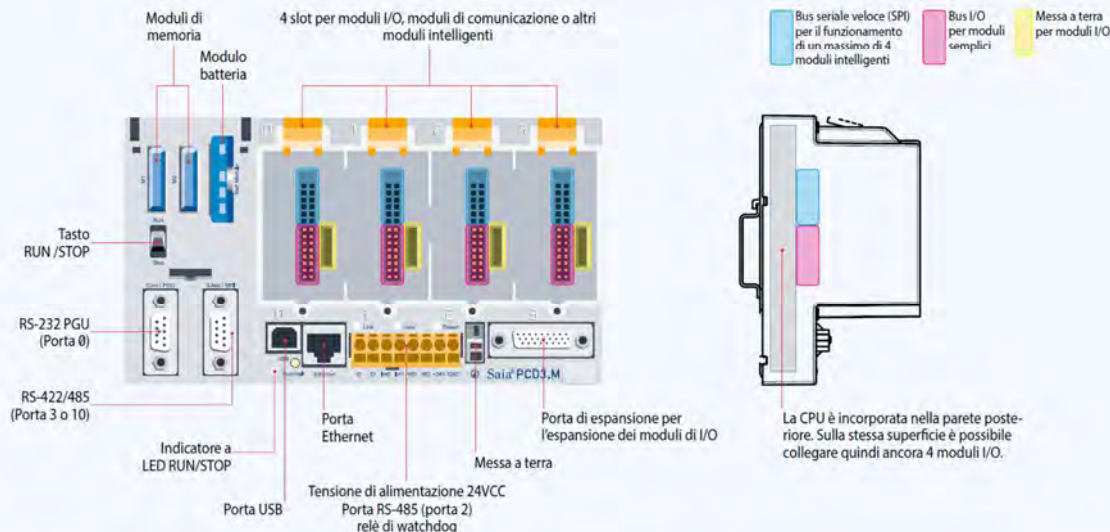 Moduli di
memoria
4 slot per moduli I/O, moduli di comunicazione o altri
moduli intelligenti
Modulo
batteria
Bus seriale veloce (SPI)
per il funzionamento
di un massimo di 4
moduli intelligenti
Bus I/O
per moduli
semplici
Messa a terra
per moduli I/O
Tasto
RUN /STOP
RS-232 PGU
(Porta 0)
RS-422/485
(Porta 3 o 10)
Saia® PCD3.M
Indicatore a
LED RUN/STOP
Porta USB
Porta
Ethernet
Tensione di alimentazione 24VCC
Porta RS-485 (porta 2)
relè di watchdog
Messa a terra
Porta di espansione per
l'espansione dei moduli di I/O
La CPU è incorporata nella parete poste-
riore. Sulla stessa superficie è possibile
collegare quindi ancora 4 moduli I/O.